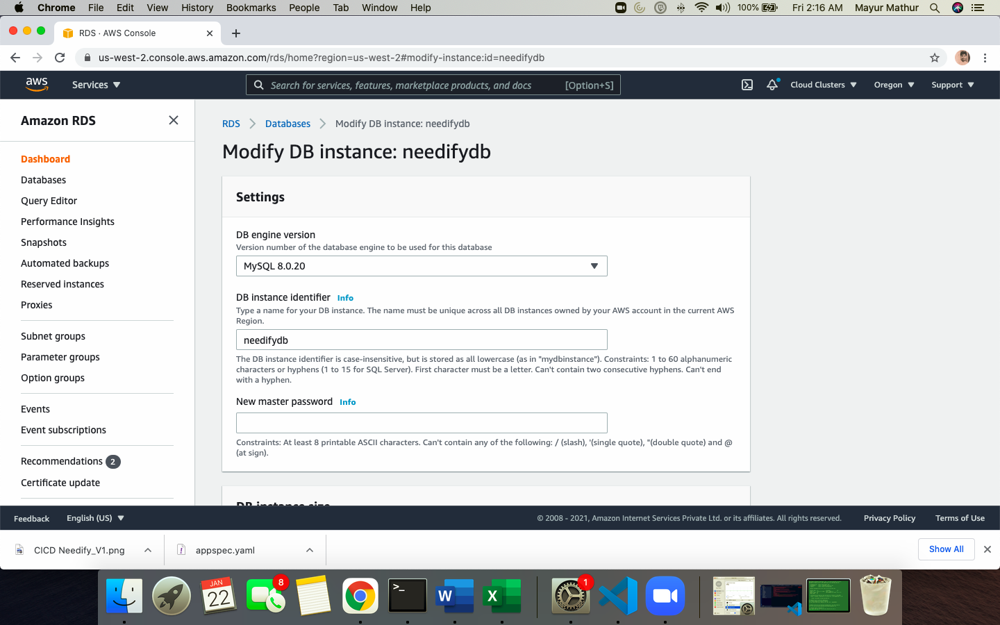 Chrome File Edit View History Bookmarks People Tab Window Help 100% Fri 2:16 AM Mayur Mathur
RDS · AWS Console
us-west-2.console.aws.amazon.com/rds/home?region=us-west-2#modify-instance:id=needifydb
aws Services Search for services, features, marketplace products, and docs [Option+S] Cloud Clusters Oregon Support
Amazon RDS
Dashboard
Databases
Query Editor
Performance Insights
Snapshots
Automated backups
Reserved instances
Proxies
Subnet groups
Parameter groups
Option groups
Events
Event subscriptions
Recommendations 2
Certificate update
RDS Databases Modify DB instance: needifydb
Modify DB instance: needifydb
Settings
DB engine version
Version number of the database engine to be used for this database
MySQL 8.0.20
DB instance identifier Info
Type a name for your DB instance. The name must be unique across all DB instances owned by your AWS account in the current AWS
Region.
needifydb
The DB instance identifier is case-insensitive, but is stored as all lowercase (as in "mydbinstance"). Constraints: 1 to 60 alphanumeric
characters or hyphens (1 to 15 for SQL Server). First character must be a letter. Can't contain two consecutive hyphens. Can't end
with a hyphen.
New master password Info
Constraints: At least 8 printable ASCII characters. Can't contain any of the following: / (slash), '(single quote), "(double quote) and @
(at sign).
DB instance size
Feedback English (US) © 2008 - 2021, Amazon Internet Services Private Ltd. or its affiliates. All rights reserved. Privacy Policy Terms of Use
CICD Needify_V1.png appspec.yaml Show All
JAN
22
8
>_
W
X
1